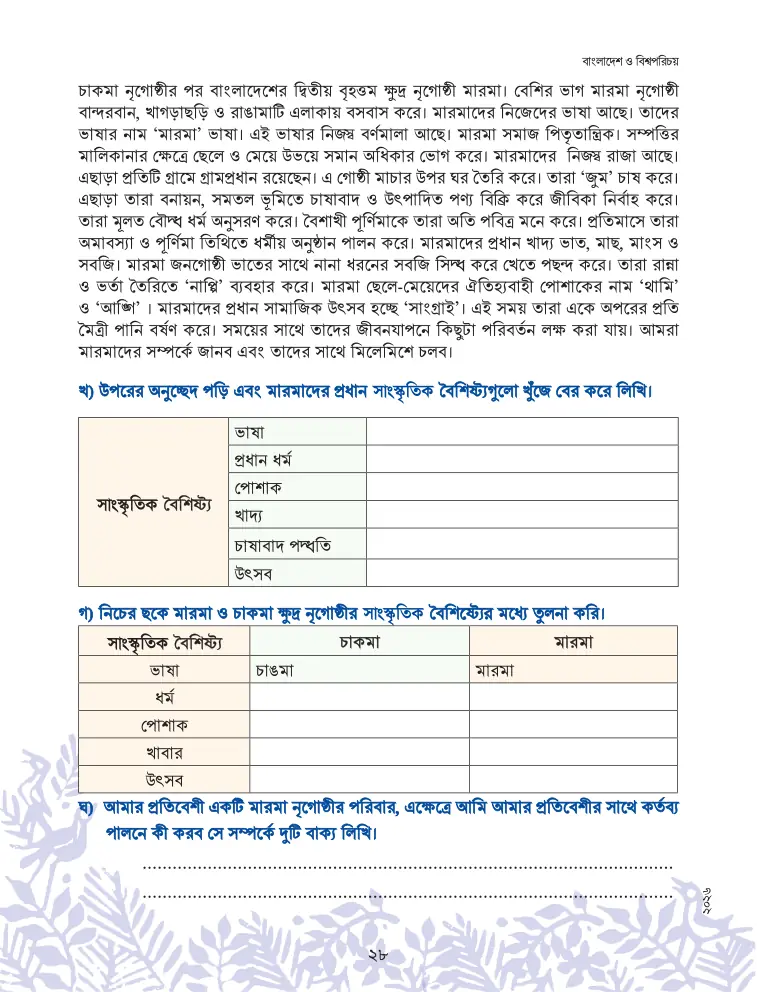 বাংলাদেশ ও বিশ্বপরিচয়
চাকমা নৃগোষ্ঠীর পর বাংলাদেশের দ্বিতীয় বৃহত্তম ক্ষুদ্র নৃগোষ্ঠী মারমা। বেশির ভাগ মারমা নৃগোষ্ঠী
বান্দরবান, খাগড়াছড়ি ও রাঙামাটি এলাকায় বসবাস করে। মারমাদের নিজেদের ভাষা আছে। তাদের
ভাষার নাম ‘মারমা’ ভাষা। এই ভাষার নিজস্ব বর্ণমালা আছে। মারমা সমাজ পিতৃতান্ত্রিক। সম্পত্তির
মালিকানার ক্ষেত্রে ছেলে ও মেয়ে উভয়ে সমান অধিকার ভোগ করে। মারমাদের নিজস্ব রাজা আছে।
এছাড়া প্রতিটি গ্রামে গ্রামপ্রধান রয়েছেন। এ গোষ্ঠী মাচার উপর ঘর তৈরি করে। তারা ‘জুম’ চাষ করে।
এছাড়া তারা বনায়ন, সমতল ভূমিতে চাষাবাদ ও উৎপাদিত পণ্য বিক্রি করে জীবিকা নির্বাহ করে।
তারা মূলত বৌদ্ধ ধর্ম অনুসরণ করে। বৈশাখী পূর্ণিমাকে তারা অতি পবিত্র মনে করে। প্রতিমাসে তারা
অমাবস্যা ও পূর্ণিমা তিথিতে ধর্মীয় অনুষ্ঠান পালন করে। মারমাদের প্রধান খাদ্য ভাত, মাছ, মাংস ও
সবজি। মারমা জনগোষ্ঠী ভাতের সাথে নানা ধরনের সবজি সিদ্ধ করে খেতে পছন্দ করে। তারা রান্না
ও ভর্তা তৈরিতে ‘নাপ্পি’ ব্যবহার করে। মারমা ছেলে-মেয়েদের ঐতিহ্যবাহী পোশাকের নাম ‘থামি’
ও ‘আঙ্গি’ । মারমাদের প্রধান সামাজিক উৎসব হচ্ছে ‘সাংগ্রাই’। এই সময় তারা একে অপরের প্রতি
মৈত্রী পানি বর্ষণ করে। সময়ের সাথে তাদের জীবনযাপনে কিছুটা পরিবর্তন লক্ষ করা যায়। আমরা
মারমাদের সম্পর্কে জানব এবং তাদের সাথে মিলেমিশে চলব।
খ) উপরের অনুচ্ছেদ পড়ি এবং মারমাদের প্রধান সাংস্কৃতিক বৈশিষ্ট্যগুলো খুঁজে বের করে লিখি।
সাংস্কৃতিক বৈশিষ্ট্য
ভাষা
প্রধান ধর্ম
পোশাক
খাদ্য
চাষাবাদ পদ্ধতি
উৎসব
গ) নিচের ছকে মারমা ও চাকমা ক্ষুদ্র নৃগোষ্ঠীর সাংস্কৃতিক বৈশিষ্ট্যের মধ্যে তুলনা করি।
সাংস্কৃতিক বৈশিষ্ট্য চাকমা মারমা
ভাষা চাঙমা মারমা
ধর্ম
পোশাক
খাবার
উৎসব
ঘ) আমার প্রতিবেশী একটি মারমা নৃগোষ্ঠীর পরিবার, এক্ষেত্রে আমি আমার প্রতিবেশীর সাথে কর্তব্য
পালনে কী করব সে সম্পর্কে দুটি বাক্য লিখি।
২০২৬
২৮